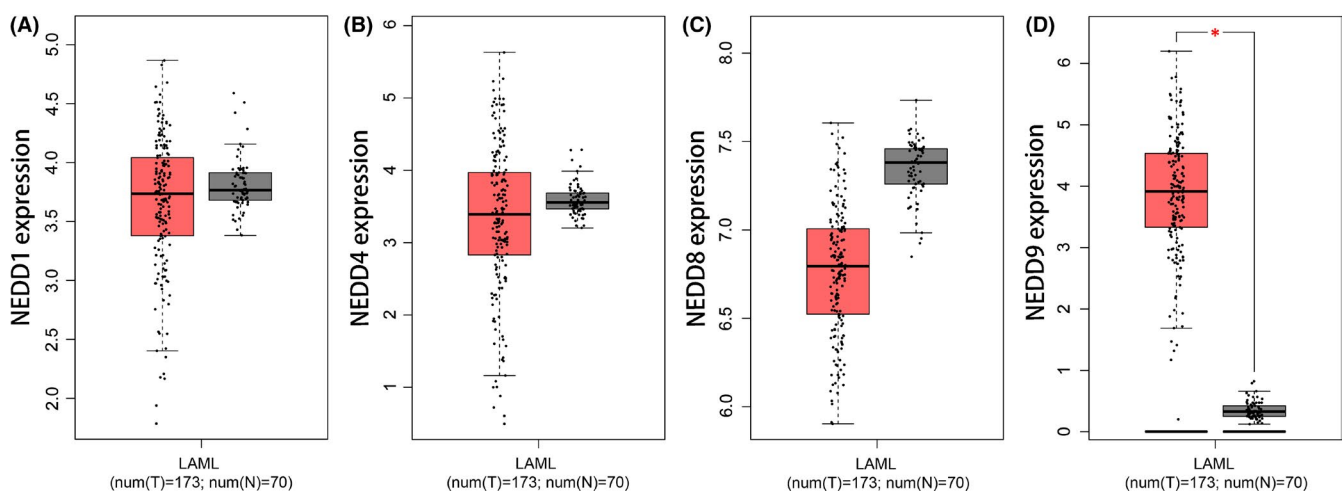 (A)
NEDD1 expression
5.0
4.5
4.0
3.5
3.0
2.5
2.0
LAML
(num(T)=173; num(N)=70)
(B)
NEDD4 expression
6
5
4
3
2
1
LAML
(num(T)=173; num(N)=70)
(C)
NEDD8 expression
8.0
7.5
7.0
6.5
6.0
LAML
(num(T)=173; num(N)=70)
(D)
NEDD9 expression
6
5
4
3
2
1
0
*
LAML
(num(T)=173; num(N)=70)